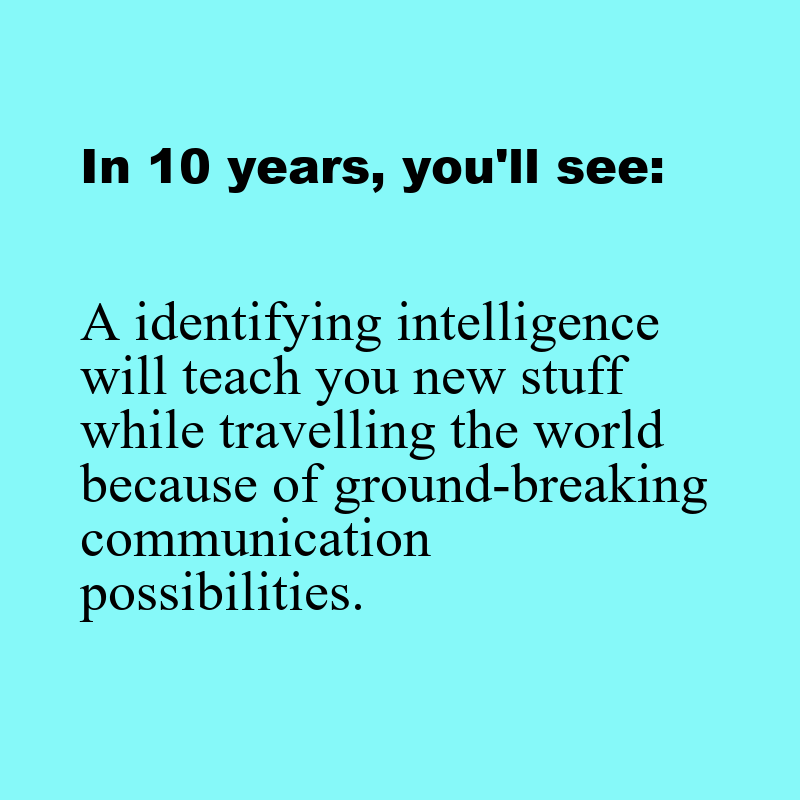 In 10 years, you'll see:
A identifying intelligence
will teach you new stuff
while travelling the world
because of ground-breaking
communication
possibilities.